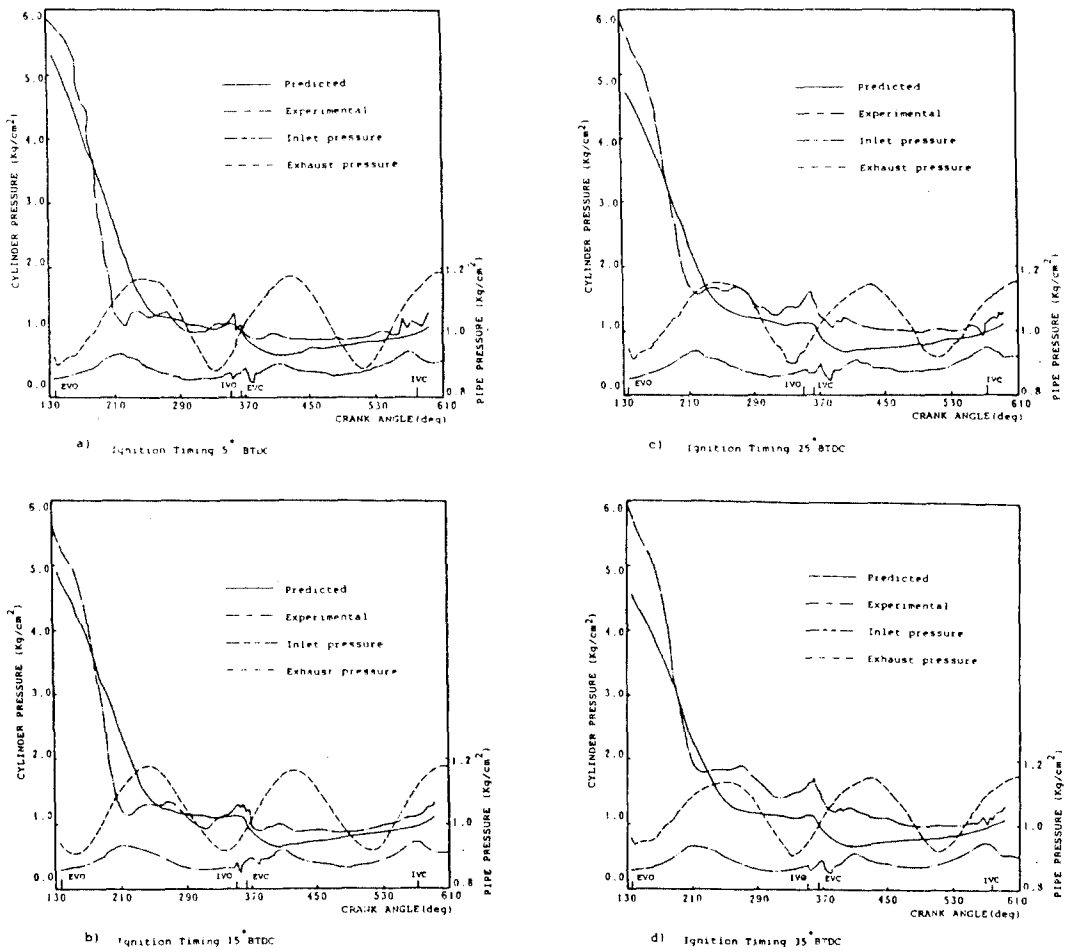 6.0
5.0
4.0
3.0
2.0
1.0
0.0
CYLINDER PRESSURE (Kg/cm²)
Predicted
Experimental
Inlet pressure
Exhaust pressure
1.2
1.0
0.8
PIPE PRESSURE (Kg/cm²)
EVO
IVO
EVC
IVC
130
210
290
370
450
530
610
CRANK ANGLE(deg)
a) Ignition Timing 5° BTDC
6.0
5.0
4.0
3.0
2.0
1.0
0.0
CYLINDER PRESSURE (Kg/cm²)
Predicted
Experimental
Inlet pressure
Exhaust pressure
1.2
1.0
0.8
PIPE PRESSURE (Kg/cm²)
EVO
IVO
IVC
130
210
290
370
450
530
610
CRANK ANGLE(deg)
c) Ignition Timing 25° BTDC
6.0
5.0
4.0
3.0
2.0
1.0
0.0
CYLINDER PRESSURE (Kg/cm²)
Predicted
Experimental
Inlet pressure
Exhaust pressure
1.2
1.0
0.8
PIPE PRESSURE (Kg/cm²)
EVO
IVO
EVC
IVC
130
210
290
370
450
530
610
CRANK ANGLE(deg)
b) Ignition Timing 15° BTDC
6.0
5.0
4.0
3.0
2.0
1.0
0.0
CYLINDER PRESSURE (Kg/cm²)
Predicted
Experimental
Inlet pressure
Exhaust pressure
1.2
1.0
0.8
PIPE PRESSURE (Kg/cm²)
EVO
IVO
EVC
IVC
130
210
290
370
450
530
610
CRANK ANGLE(deg)
d) Ignition Timing 35° BTDC